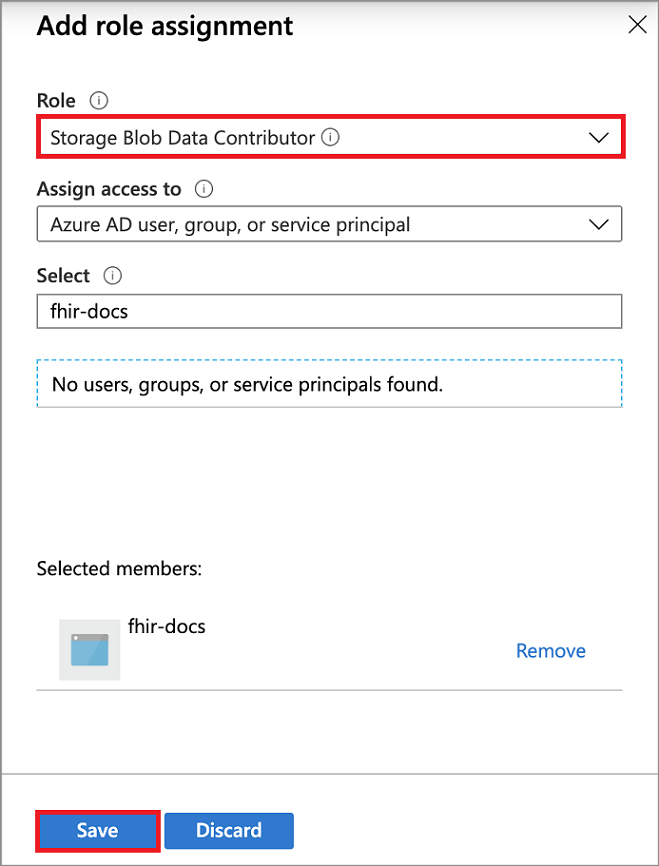 Add role assignment
Role
Storage Blob Data Contributor
Assign access to
Azure AD user, group, or service principal
Select
fhir-docs
No users, groups, or service principals found.
Selected members:
fhir-docs
Remove
Save
Discard